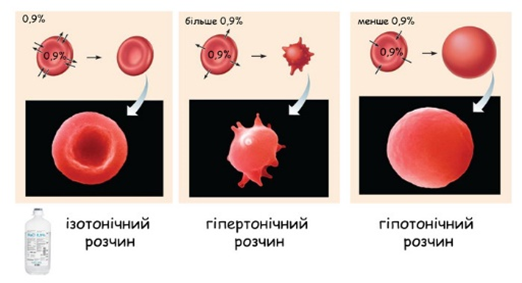 0,9%
0,9%
більше 0,9%
0,9%
менше 0,9%
0,9%
ізотонічний
розчин
гіпертонічний
розчин
гіпотонічний
розчин